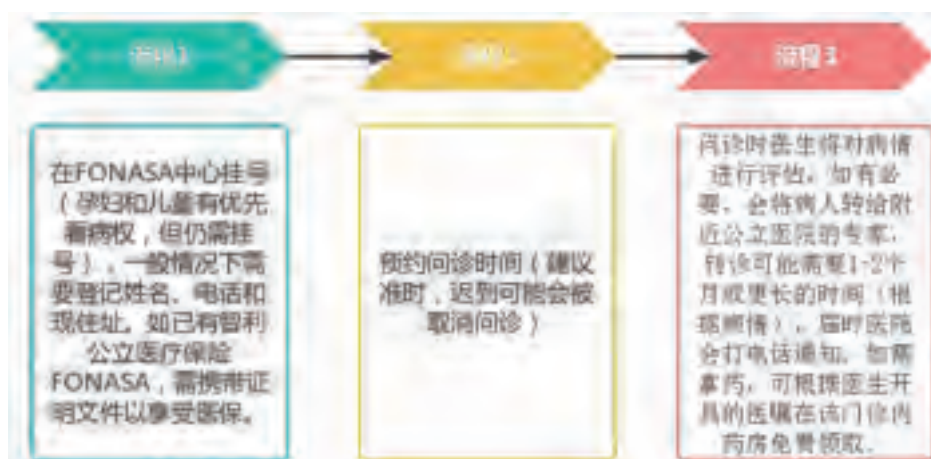 流程1
流程2
流程3
在FONASA中心挂号
（孕妇和儿童有优先
看病权，但仍需挂
号），一般情况下需
要登记姓名、电话和
现住址。如已有智利
公立医疗保险
FONASA，需携带证
明文件以享受医保。
预约问诊时间（建议
准时，迟到可能会被
取消问诊）
问诊时医生将对病情
进行评估，如有必
要，会将病人转给附
近公立医院的专家，
转诊可能需要1-2个
月或更长的时间（根
据病情），届时医院
会打电话通知。如需
拿药，可根据医生开
具的医嘱在该门诊内
药房免费领取。